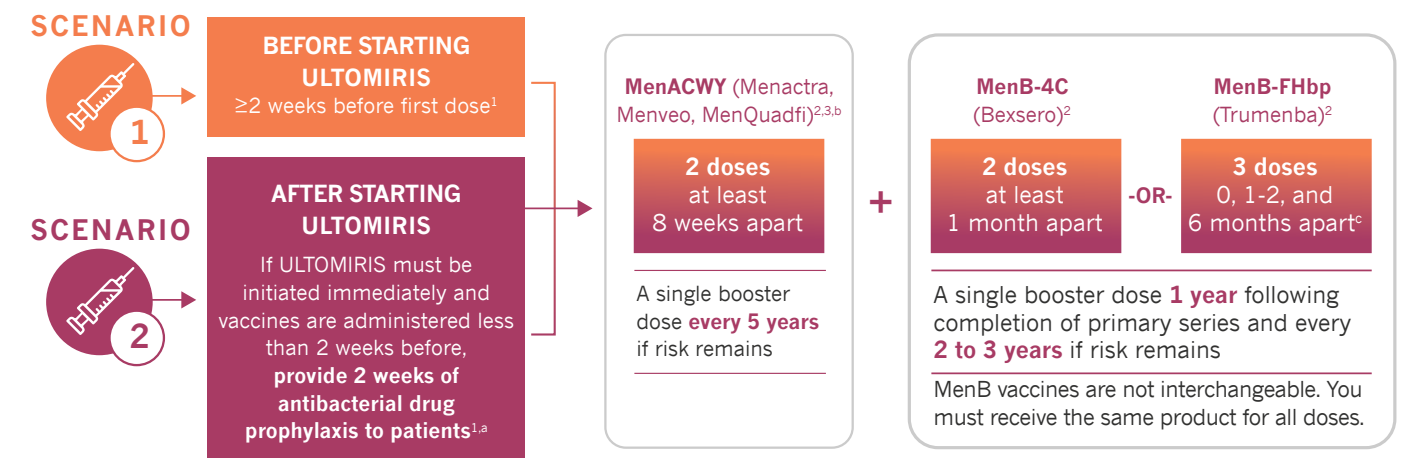 SCENARIO
1
BEFORE STARTING
ULTOMIRIS
≥2 weeks before first dose1
SCENARIO
2
AFTER STARTING
ULTOMIRIS
If ULTOMIRIS must be
initiated immediately and
vaccines are administered less
than 2 weeks before,
provide 2 weeks of
antibacterial drug
prophylaxis to patients1,a
MenACWY (Menactra,
Menveo, MenQuadfi)2,3,b
2 doses
at least
8 weeks apart
A single booster
dose every 5 years
if risk remains
+
MenB-4C
(Bexsero)2
2 doses
at least
1 month apart
-OR-
MenB-FHbp
(Trumenba)2
3 doses
0, 1-2, and
6 months apartc
A single booster dose 1 year following
completion of primary series and every
2 to 3 years if risk remains
MenB vaccines are not interchangeable. You
must receive the same product for all doses.